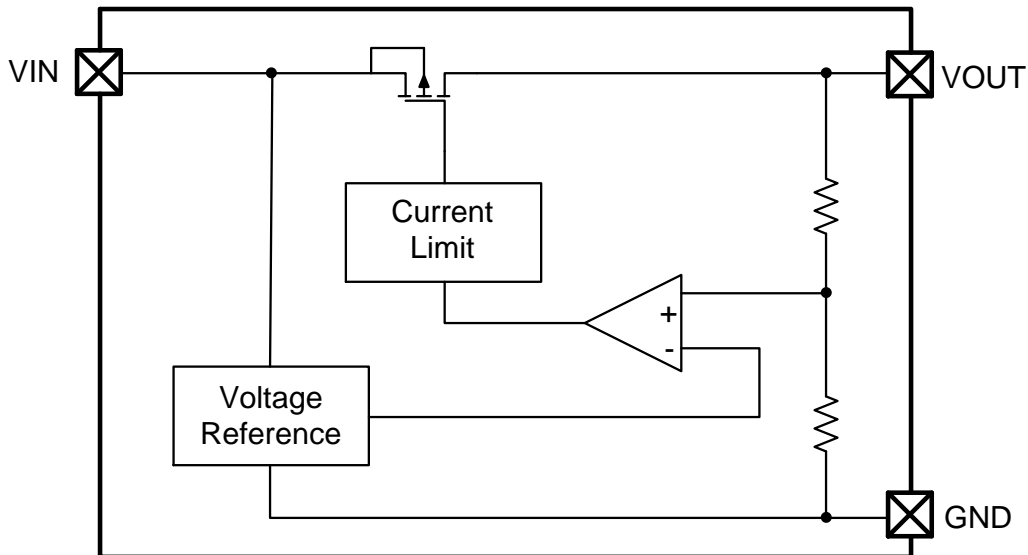 VIN
VOUT
Current
Limit
+
-
Voltage
Reference
GND